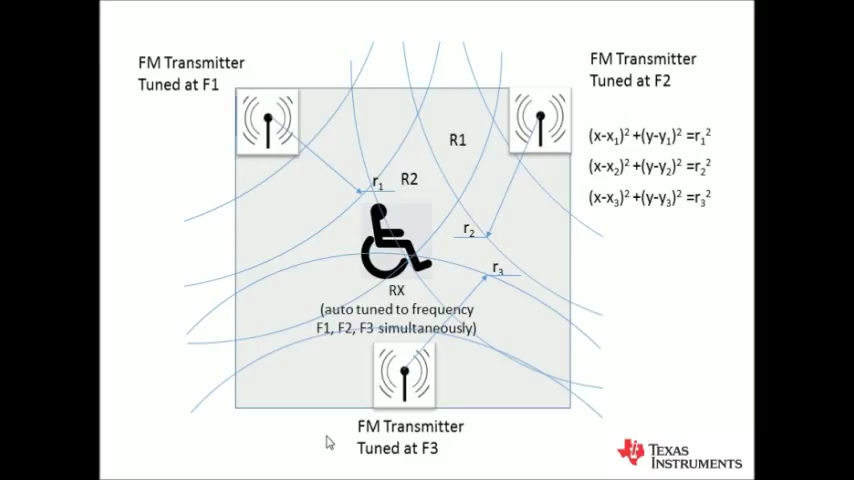 FM Transmitter
Tuned at F1
FM Transmitter
Tuned at F2
(x-x₁)² +(y-y₁)² =r₁²
(x-x₂)² +(y-y₂)² =r₂²
(x-x₃)² +(y-y₃)² =r₃²
R1
r₁
R2
r₂
r₃
RX
(auto tuned to frequency
F1, F2, F3 simultaneously)
FM Transmitter
Tuned at F3
TEXAS
INSTRUMENTS